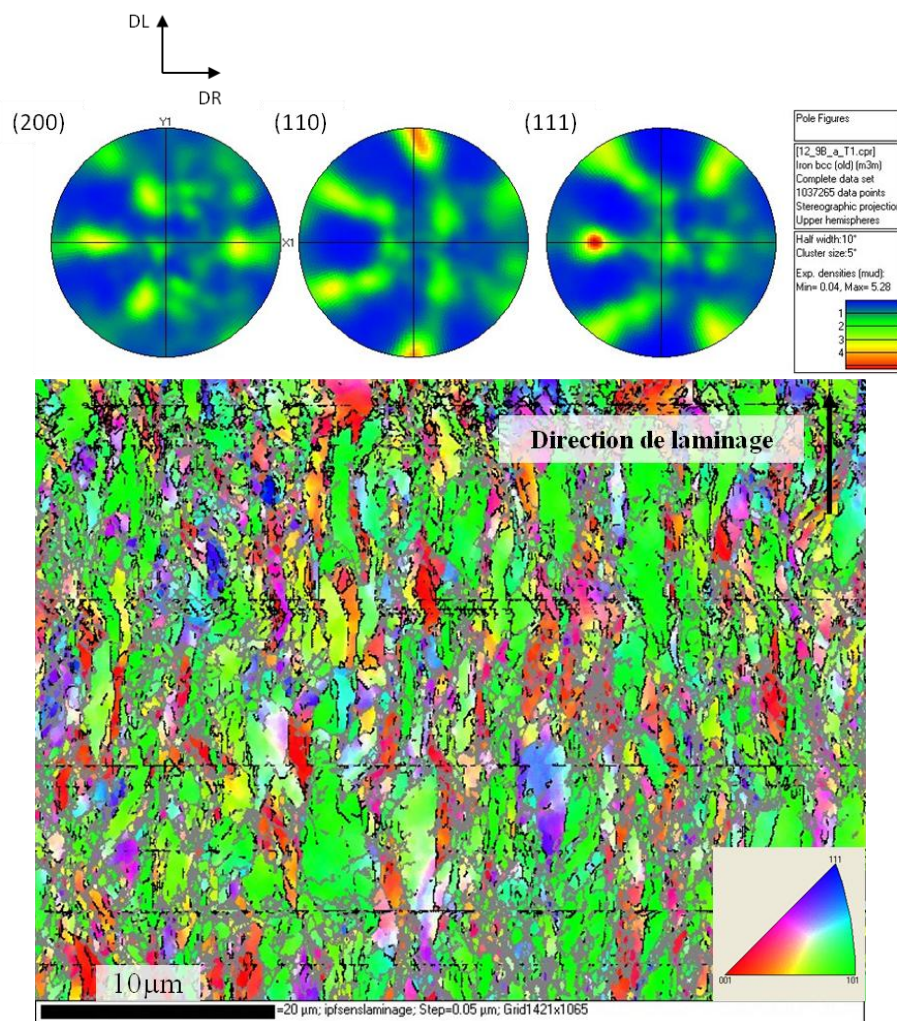 DL
DR
(200)
(110)
(111)
Y1
X1
Pole Figures
[12_9B_a_T1.cpr]
Iron bcc (old) (m3m)
Complete data set
1037265 data points
Stereographic projection
Upper hemispheres
Half width:10°
Cluster size:5°
Exp. densities (mud):
Min= 0.04, Max= 5.28
1
2
3
4
Direction de laminage
111
001
101
10µm
=20 µm; ipfsenslaminage; Step=0.05 µm; Grid1421x1065